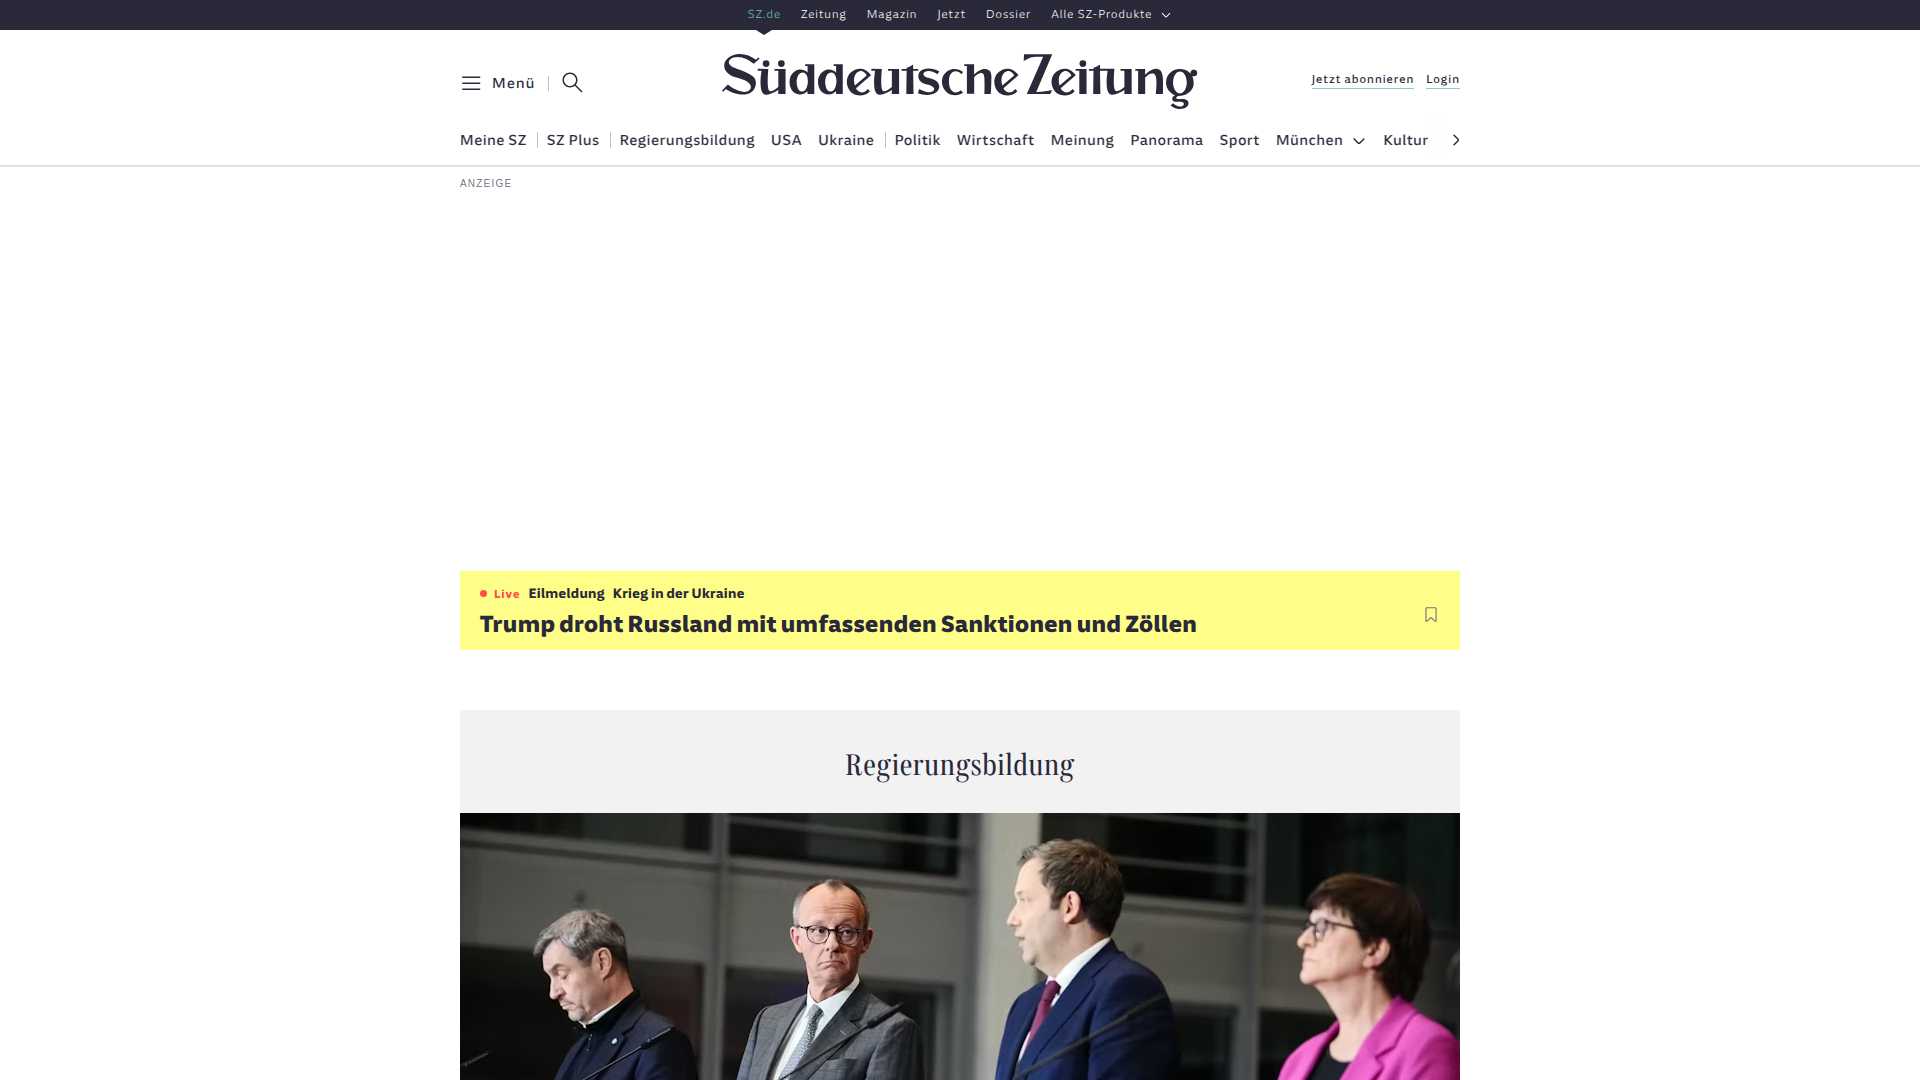 SZ.de Zeitung Magazin Jetzt Dossier Alle SZ-Produkte
Menü
Süddeutsche Zeitung
Jetzt abonnieren Login
Meine SZ SZ Plus Regierungsbildung USA Ukraine Politik Wirtschaft Meinung Panorama Sport München Kultur
ANZEIGE
Live Eilmeldung Krieg in der Ukraine
Trump droht Russland mit umfassenden Sanktionen und Zöllen
Regierungsbildung